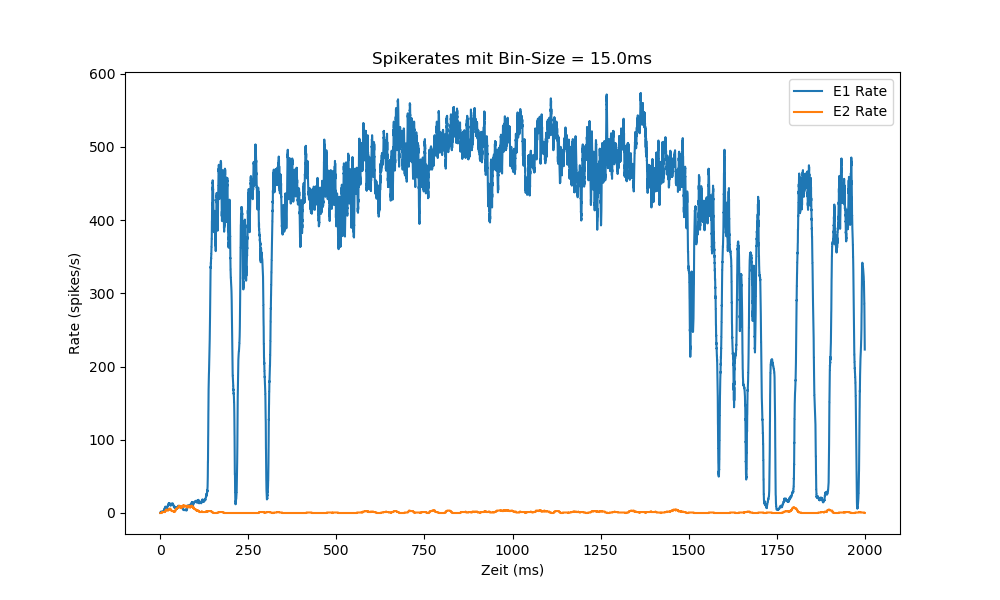 Spikerates mit Bin-Size = 15.0ms
E1 Rate
E2 Rate
600
500
400
300
200
100
0
Rate (spikes/s)
0 250 500 750 1000 1250 1500 1750 2000
Zeit (ms)